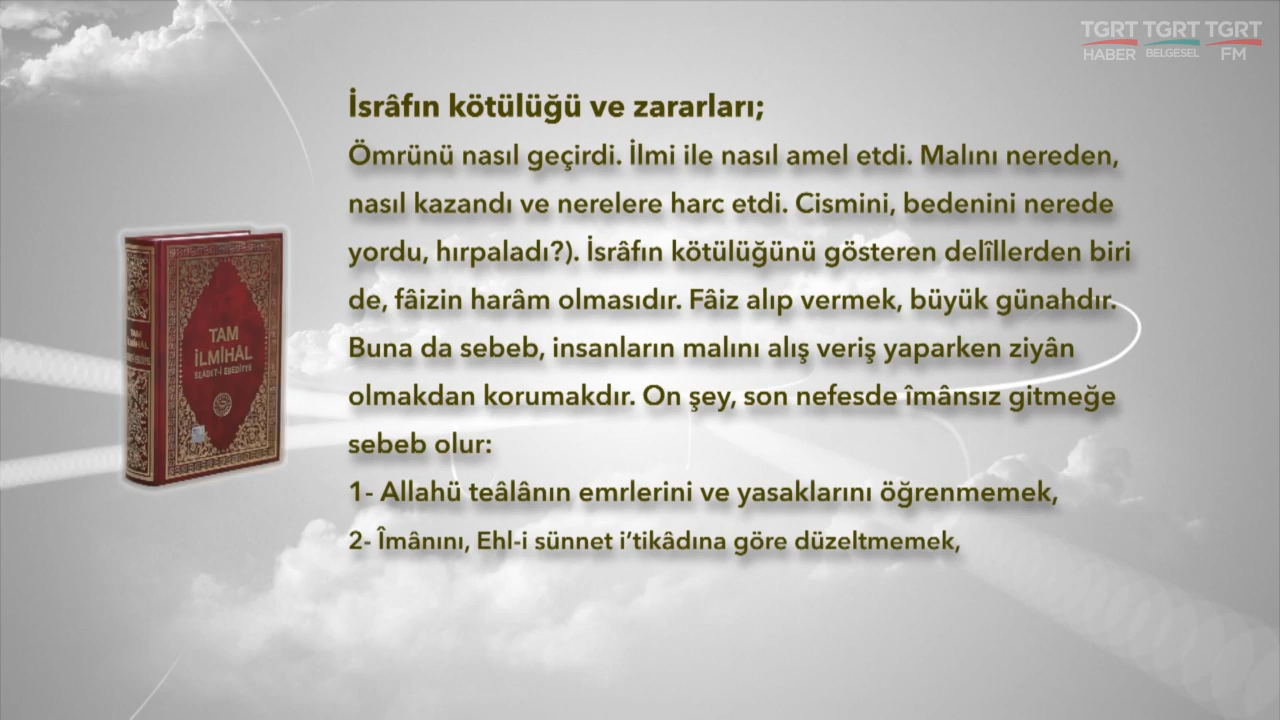 TGRT TGRT TGRT
HABER BELGESEL FM
İsrâfın kötülüğü ve zararları;
Ömrünü nasıl geçirdi. İlmi ile nasıl amel etdi. Malını nereden,
nasıl kazandı ve nerelere harc etdi. Cismini, bedenini nerede
yordu, hırpaladı?). İsrâfın kötülüğünü gösteren delîllerden biri
de, fâizin harâm olmasıdır. Fâiz alıp vermek, büyük günahdır.
Buna da sebeb, insanların malını alış veriş yaparken ziyân
olmakdan korumakdır. On şey, son nefesde îmânsız gitmeğe
sebeb olur:
1- Allahü teâlânın emrlerini ve yasaklarını öğrenmemek,
2- Îmânını, Ehl-i sünnet i’tikâdına göre düzeltmemek,
TAM
İLMİHÂL
SEÂDET-İ EBEDİYYE
TAM
İLMİHÂL